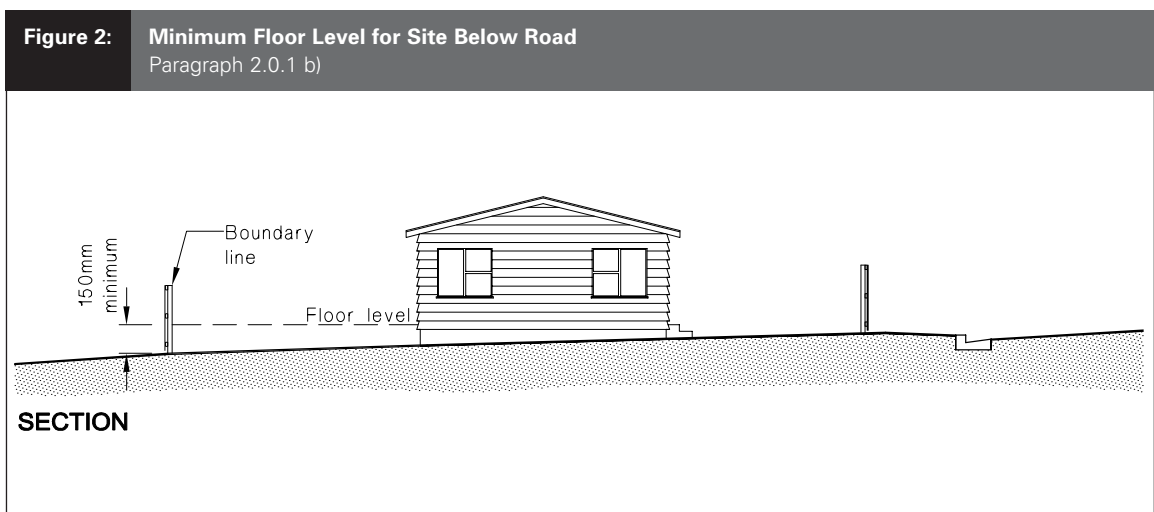 Figure 2:
Minimum Floor Level for Site Below Road
Paragraph 2.0.1 b)
150mm
minimum
Boundary
line
Floor level
SECTION